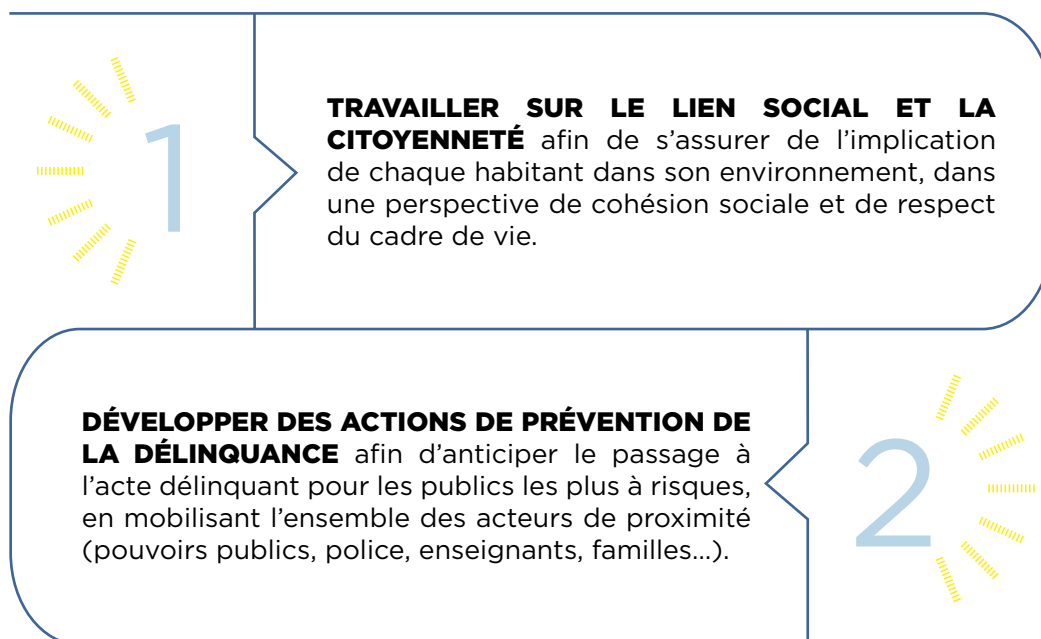 1
TRAVAILLER SUR LE LIEN SOCIAL ET LA
CITOYENNETÉ afin de s’assurer de l’implication
de chaque habitant dans son environnement, dans
une perspective de cohésion sociale et de respect
du cadre de vie.
DÉVELOPPER DES ACTIONS DE PRÉVENTION DE
LA DÉLINQUANCE afin d’anticiper le passage à
l’acte délinquant pour les publics les plus à risques,
en mobilisant l’ensemble des acteurs de proximité
(pouvoirs publics, police, enseignants, familles...).
2